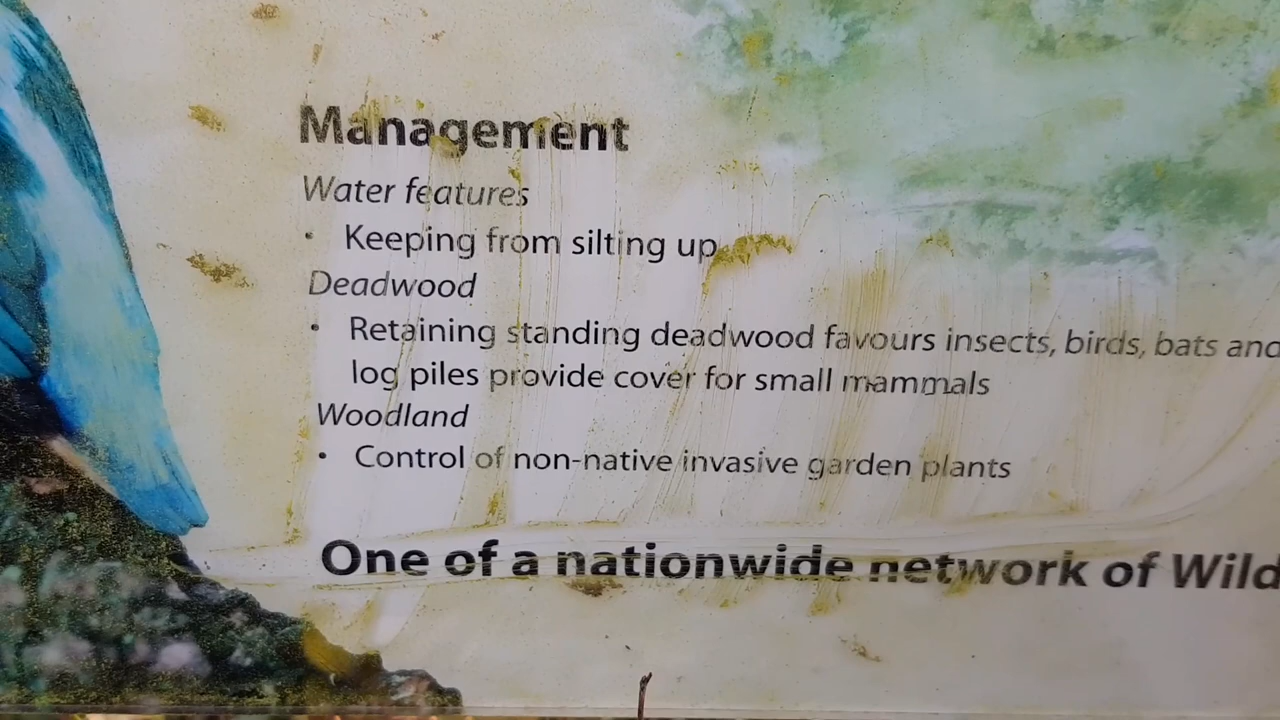 Management
Water features
• Keeping from silting up
Deadwood
• Retaining standing deadwood favours insects, birds, bats and
log piles provide cover for small mammals
Woodland
• Control of non-native invasive garden plants
One of a nationwide network of Wild